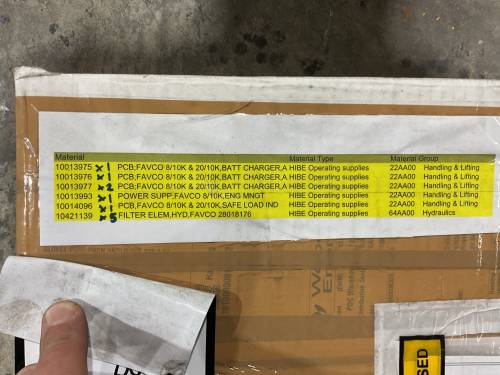 Material Material Type Material Group
10013975 x1 PCB;FAVCO 8/10K & 20/10K,BATT CHARGER,A HIBE Operating supplies 22AA00 Handling & Lifting
10013976 x1 PCB;FAVCO 8/10K & 20/10K,BATT CHARGER,A HIBE Operating supplies 22AA00 Handling & Lifting
10013977 x2 PCB;FAVCO 8/10K & 20/10K,BATT CHARGER,A HIBE Operating supplies 22AA00 Handling & Lifting
10013993 x1 POWER SUPP;FAVCO 8/10K,ENG MNGT HIBE Operating supplies 22AA00 Handling & Lifting
10014096 x1 PCB;FAVCO 8/10K & 20/10K,SAFE LOAD IND HIBE Operating supplies 22AA00 Handling & Lifting
10421139 x5 FILTER ELEM,HYD,FAVCO 28018176 HIBE Operating supplies 64AA00 Hydraulics
SED